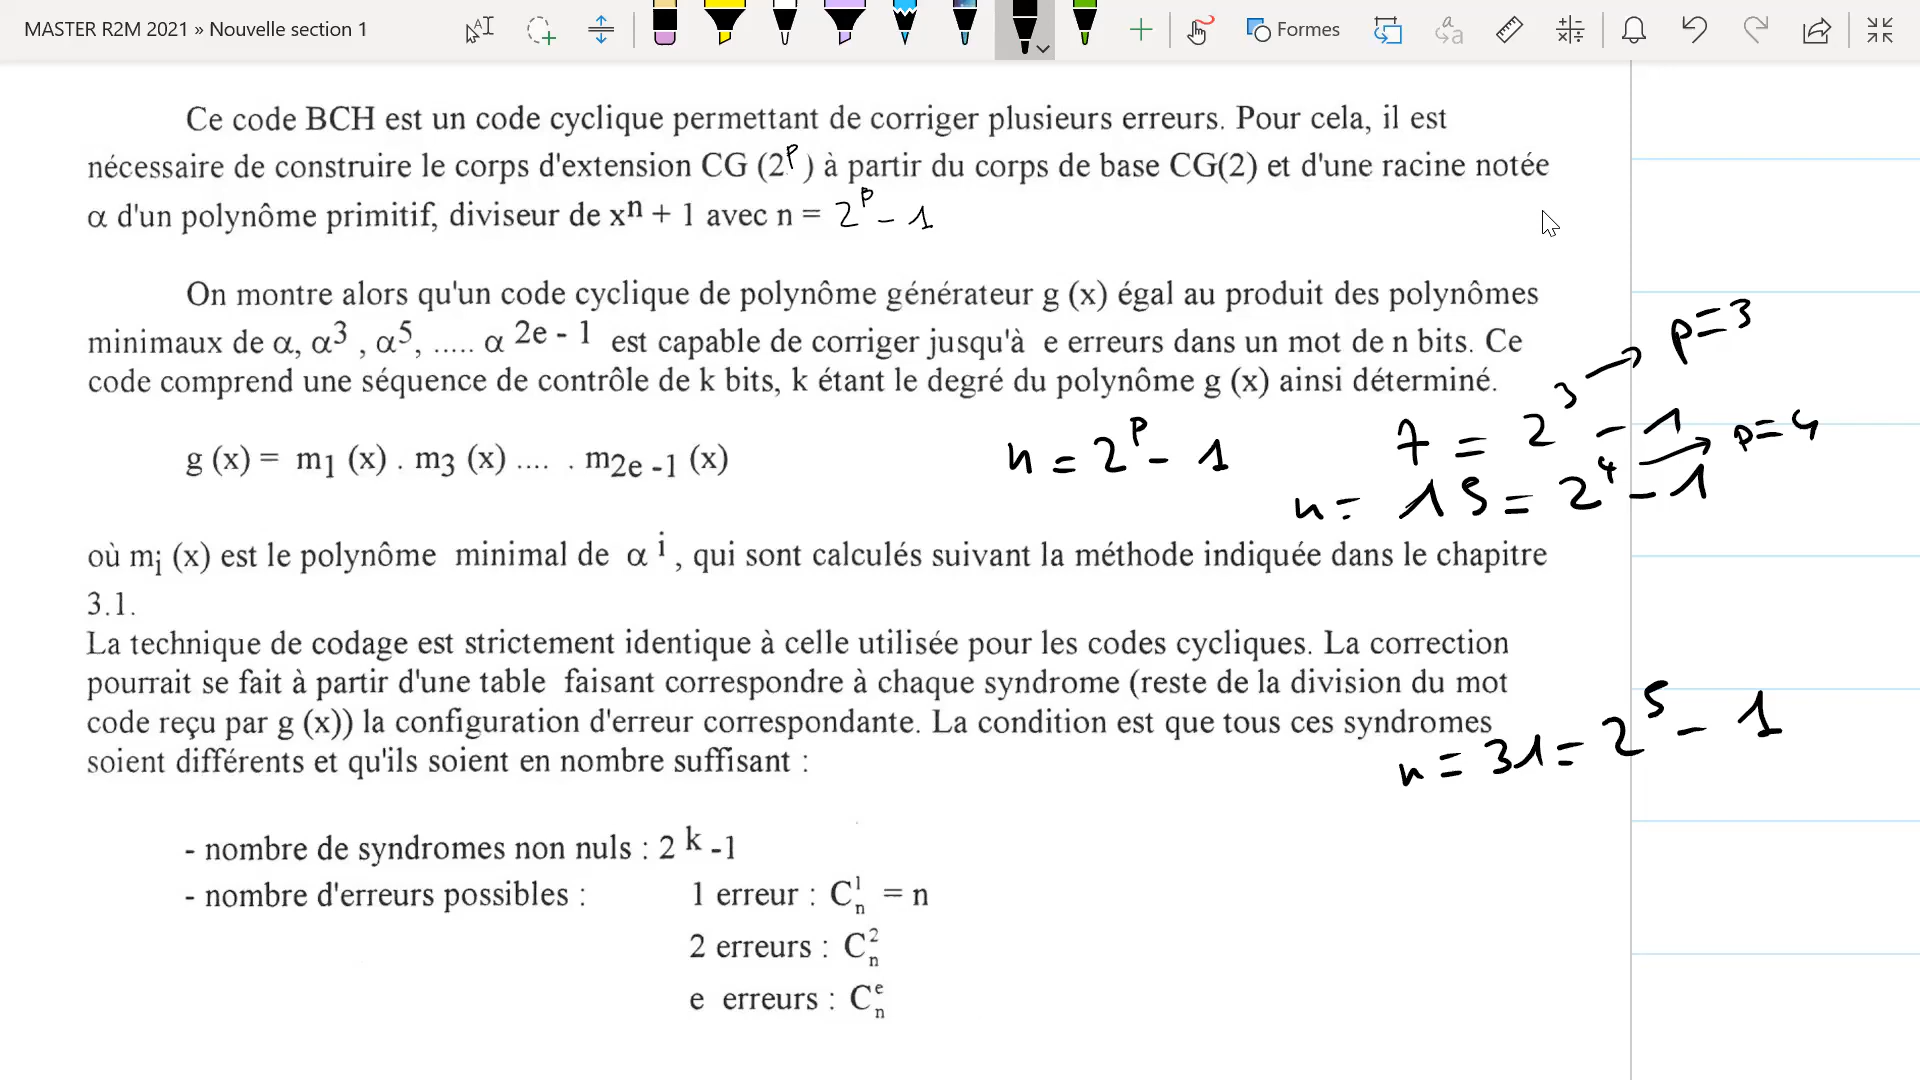 MASTER R2M 2021 » Nouvelle section 1
Formes
Ce code BCH est un code cyclique permettant de corriger plusieurs erreurs. Pour cela, il est
nécessaire de construire le corps d'extension CG (2^p) à partir du corps de base CG(2) et d'une racine notée
α d'un polynôme primitif, diviseur de x^n + 1 avec n = 2^p - 1
On montre alors qu'un code cyclique de polynôme générateur g (x) égal au produit des polynômes
minimaux de α, α^3 , α^5, ..... α^{2e - 1} est capable de corriger jusqu'à e erreurs dans un mot de n bits. Ce
code comprend une séquence de contrôle de k bits, k étant le degré du polynôme g (x) ainsi déterminé.
p=3
7 = 2^3 - 1
p=4
g (x) = m_1 (x) . m_3 (x) .... . m_{2e -1} (x)
n = 2^p - 1
n = 15 = 2^4 - 1
où m_i (x) est le polynôme minimal de α^i , qui sont calculés suivant la méthode indiquée dans le chapitre
3.1.
La technique de codage est strictement identique à celle utilisée pour les codes cycliques. La correction
pourrait se fait à partir d'une table faisant correspondre à chaque syndrome (reste de la division du mot
code reçu par g (x)) la configuration d'erreur correspondante. La condition est que tous ces syndromes
soient différents et qu'ils soient en nombre suffisant :
n = 31 = 2^5 - 1
- nombre de syndromes non nuls : 2^k -1
- nombre d'erreurs possibles : 1 erreur : C_n^1 = n
2 erreurs : C_n^2
e erreurs : C_n^e